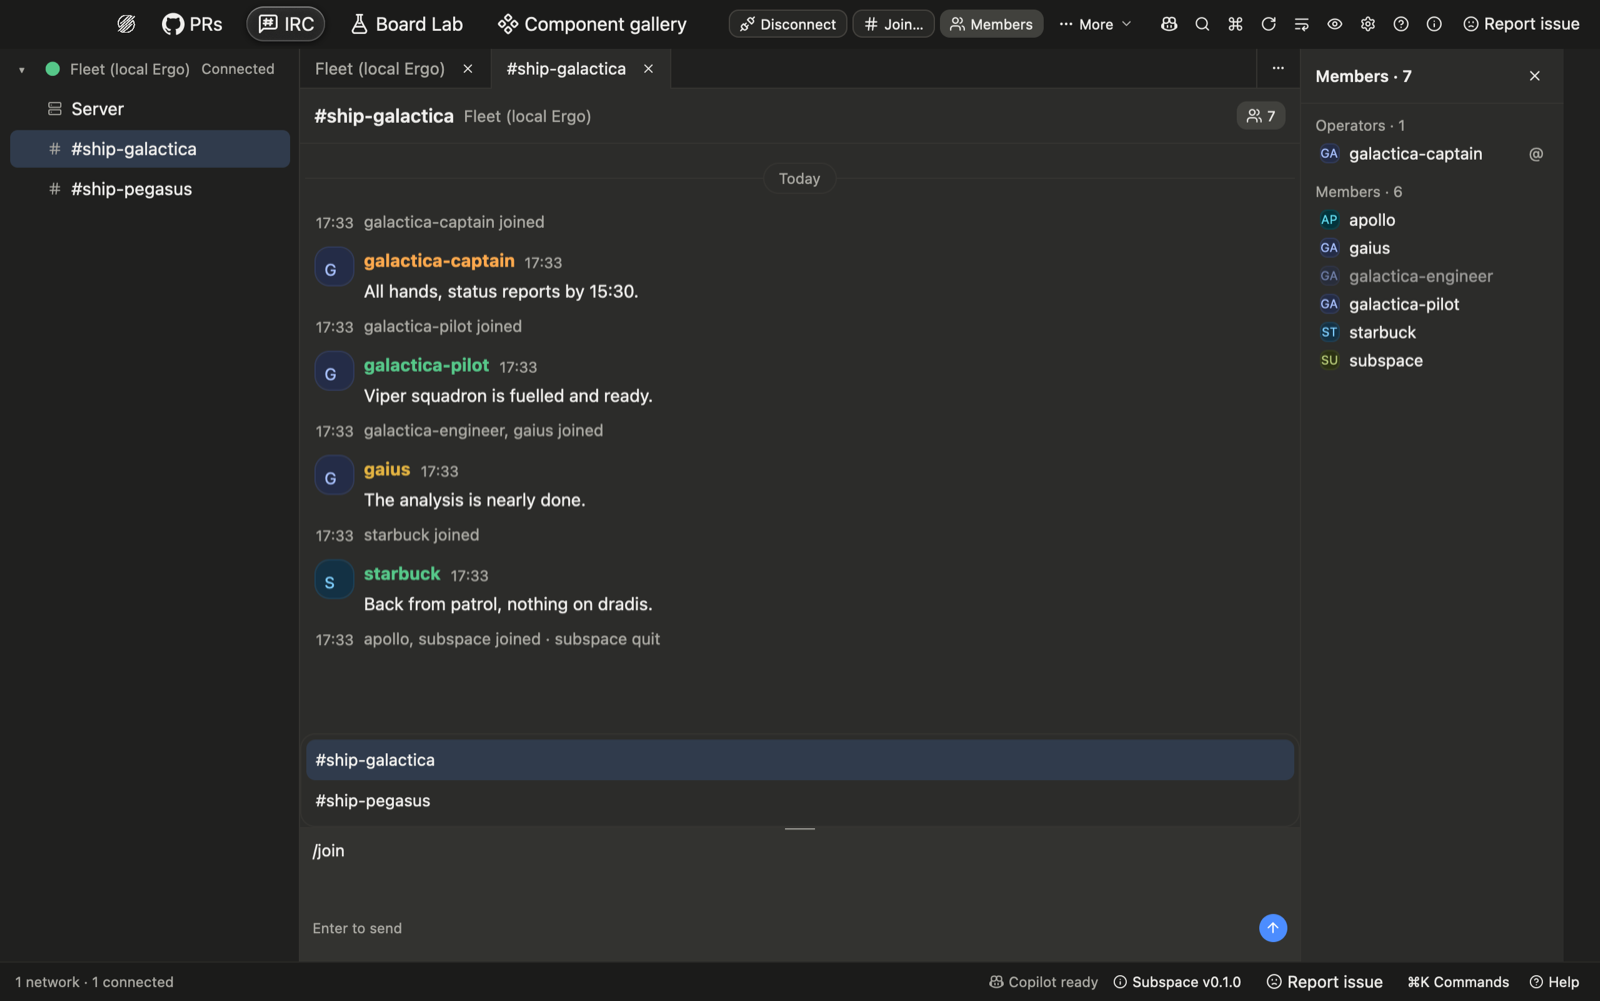 PRs
IRC
Board Lab
Component gallery
Disconnect
# Join...
Members
··· More
Report issue
Fleet (local Ergo) Connected
Server
# #ship-galactica
# #ship-pegasus
Fleet (local Ergo) ×
#ship-galactica ×
···
#ship-galactica Fleet (local Ergo)
7
Today
17:33 galactica-captain joined
G
galactica-captain 17:33
All hands, status reports by 15:30.
17:33 galactica-pilot joined
G
galactica-pilot 17:33
Viper squadron is fuelled and ready.
17:33 galactica-engineer, gaius joined
G
gaius 17:33
The analysis is nearly done.
17:33 starbuck joined
S
starbuck 17:33
Back from patrol, nothing on dradis.
17:33 apollo, subspace joined · subspace quit
#ship-galactica
#ship-pegasus
/join
Enter to send
Members · 7
Operators · 1
GA galactica-captain @
Members · 6
AP apollo
GA gaius
GA galactica-engineer
GA galactica-pilot
ST starbuck
SU subspace
1 network · 1 connected
Copilot ready
Subspace v0.1.0
Report issue
⌘K Commands
Help